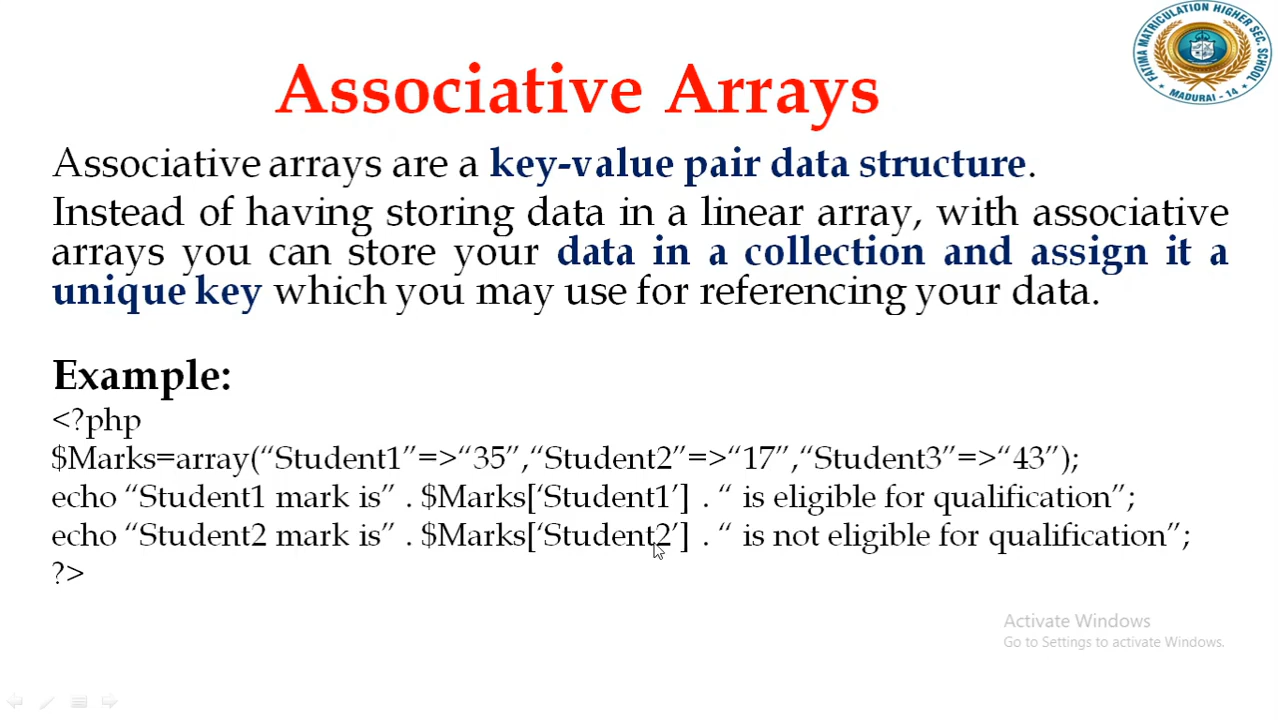 FATIMA MATRICULATION HIGHER SEC. SCHOOL
* MADURAI - 14 *
Associative Arrays
Associative arrays are a key-value pair data structure.
Instead of having storing data in a linear array, with associative
arrays you can store your data in a collection and assign it a
unique key which you may use for referencing your data.
Example:
<?php
$Marks=array(“Student1”=>“35”,“Student2”=>“17”,“Student3”=>“43”);
echo “Student1 mark is” . $Marks[‘Student1’] . “ is eligible for qualification”;
echo “Student2 mark is” . $Marks[‘Student2’] . “ is not eligible for qualification”;
?>
Activate Windows
Go to Settings to activate Windows.